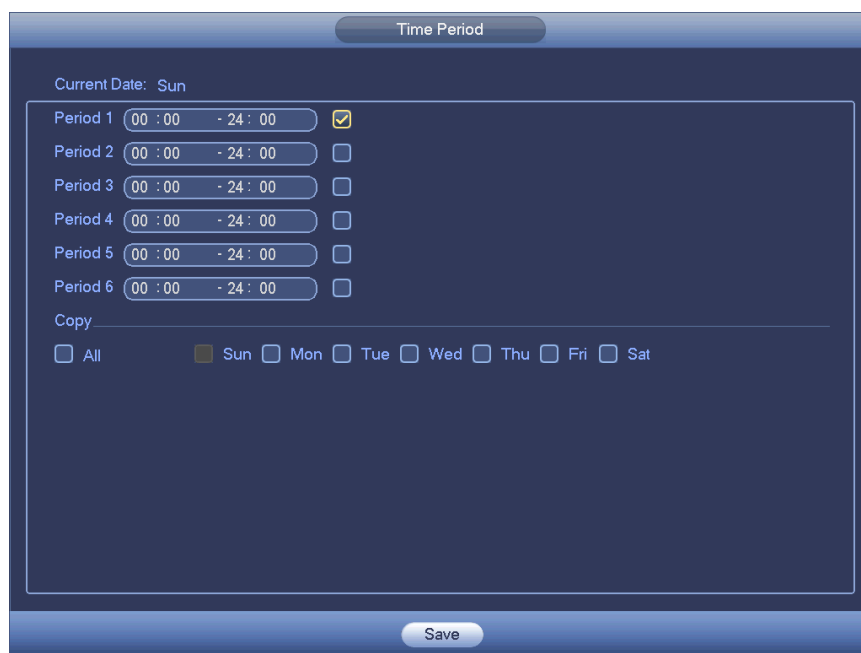 Time Period
Current Date: Sun
Period 1 00 :00 - 24 : 00
Period 2 00 :00 - 24 : 00
Period 3 00 :00 - 24 : 00
Period 4 00 :00 - 24 : 00
Period 5 00 :00 - 24 : 00
Period 6 00 :00 - 24 : 00
Copy
All Sun Mon Tue Wed Thu Fri Sat
Save